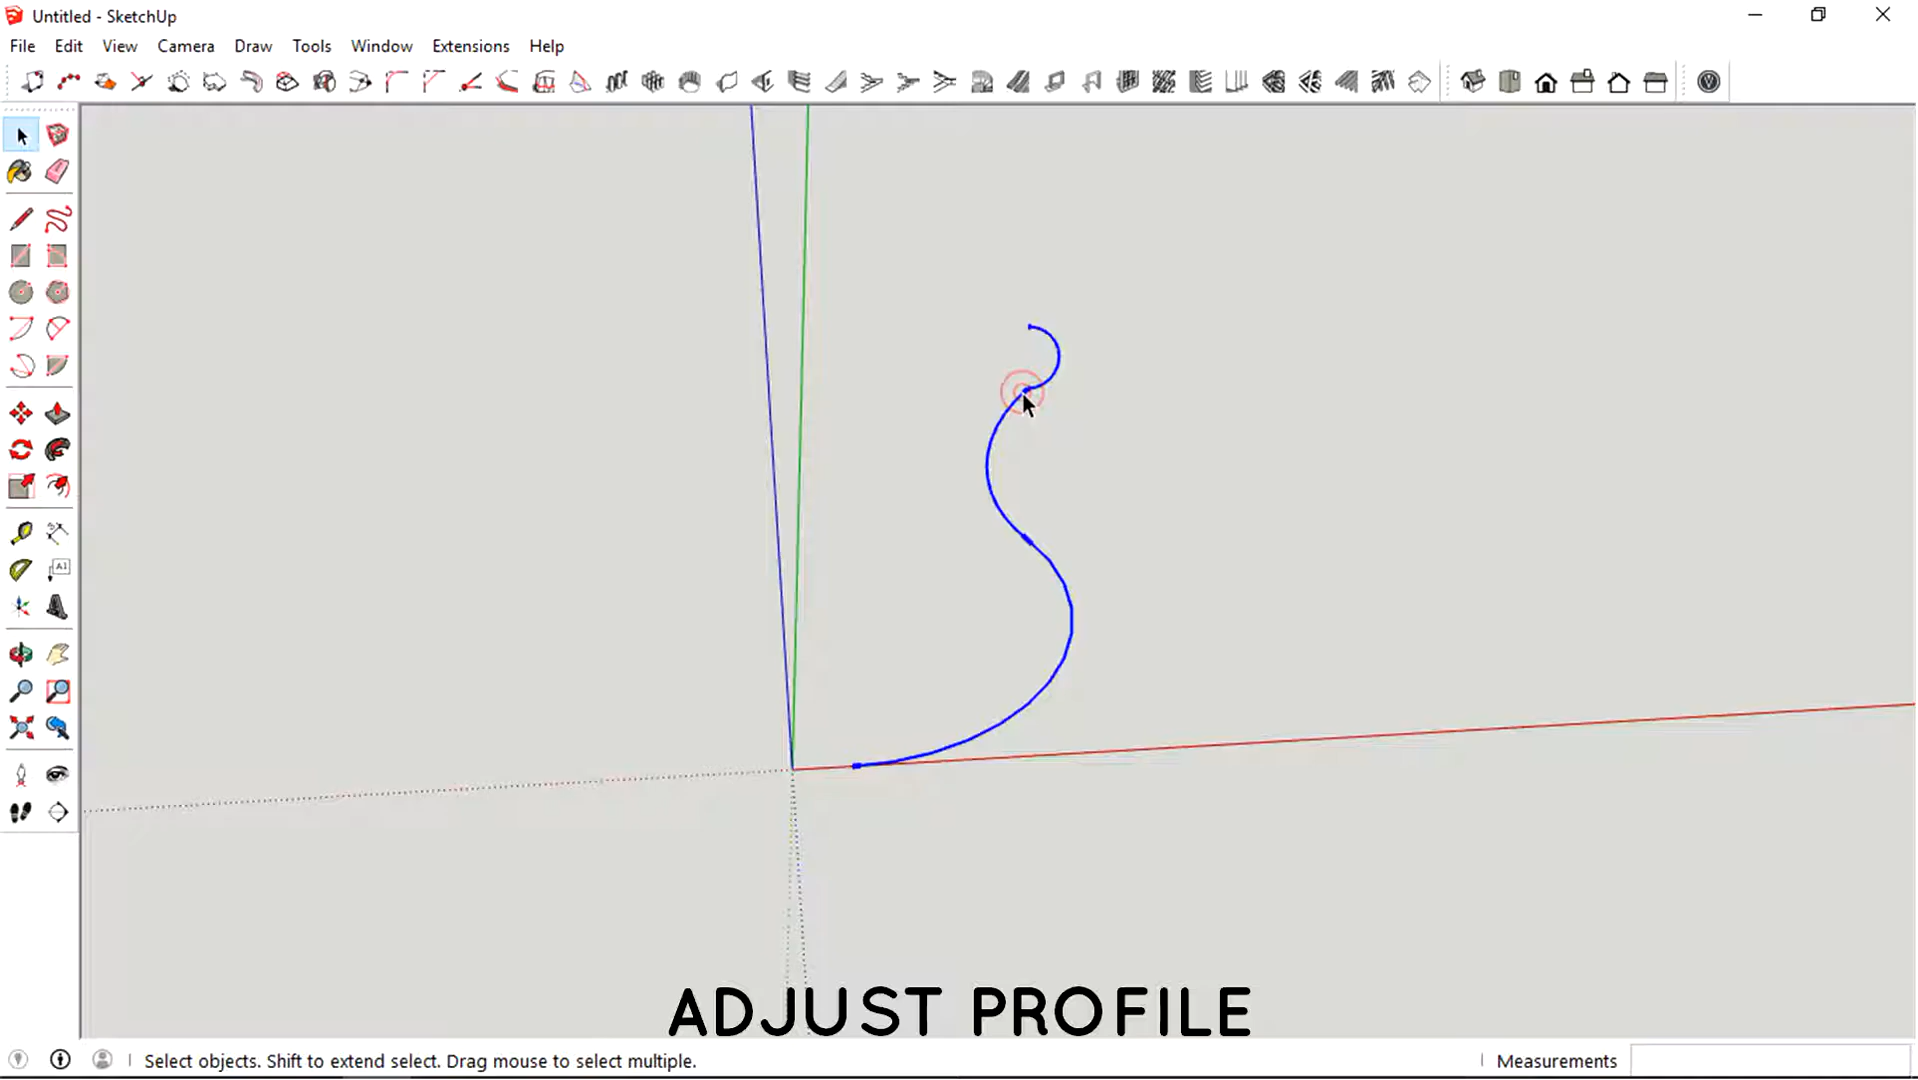 Untitled - SketchUp
File Edit View Camera Draw Tools Window Extensions Help
A1
ADJUST PROFILE
Select objects. Shift to extend select. Drag mouse to select multiple.
Measurements